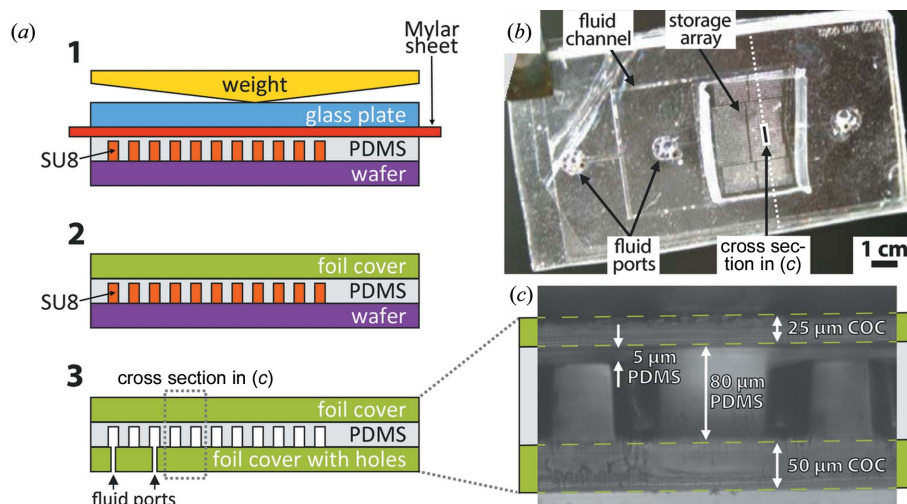 (a)
1
Mylar
sheet
weight
glass plate
SU8
PDMS
wafer
2
foil cover
SU8
PDMS
wafer
3
cross section in (c)
foil cover
PDMS
foil cover with holes
fluid ports
(b)
fluid
channel
storage
array
fluid
ports
cross sec-
tion in (c)
1 cm
(c)
25 μm COC
5 μm
PDMS
80 μm
PDMS
50 μm COC